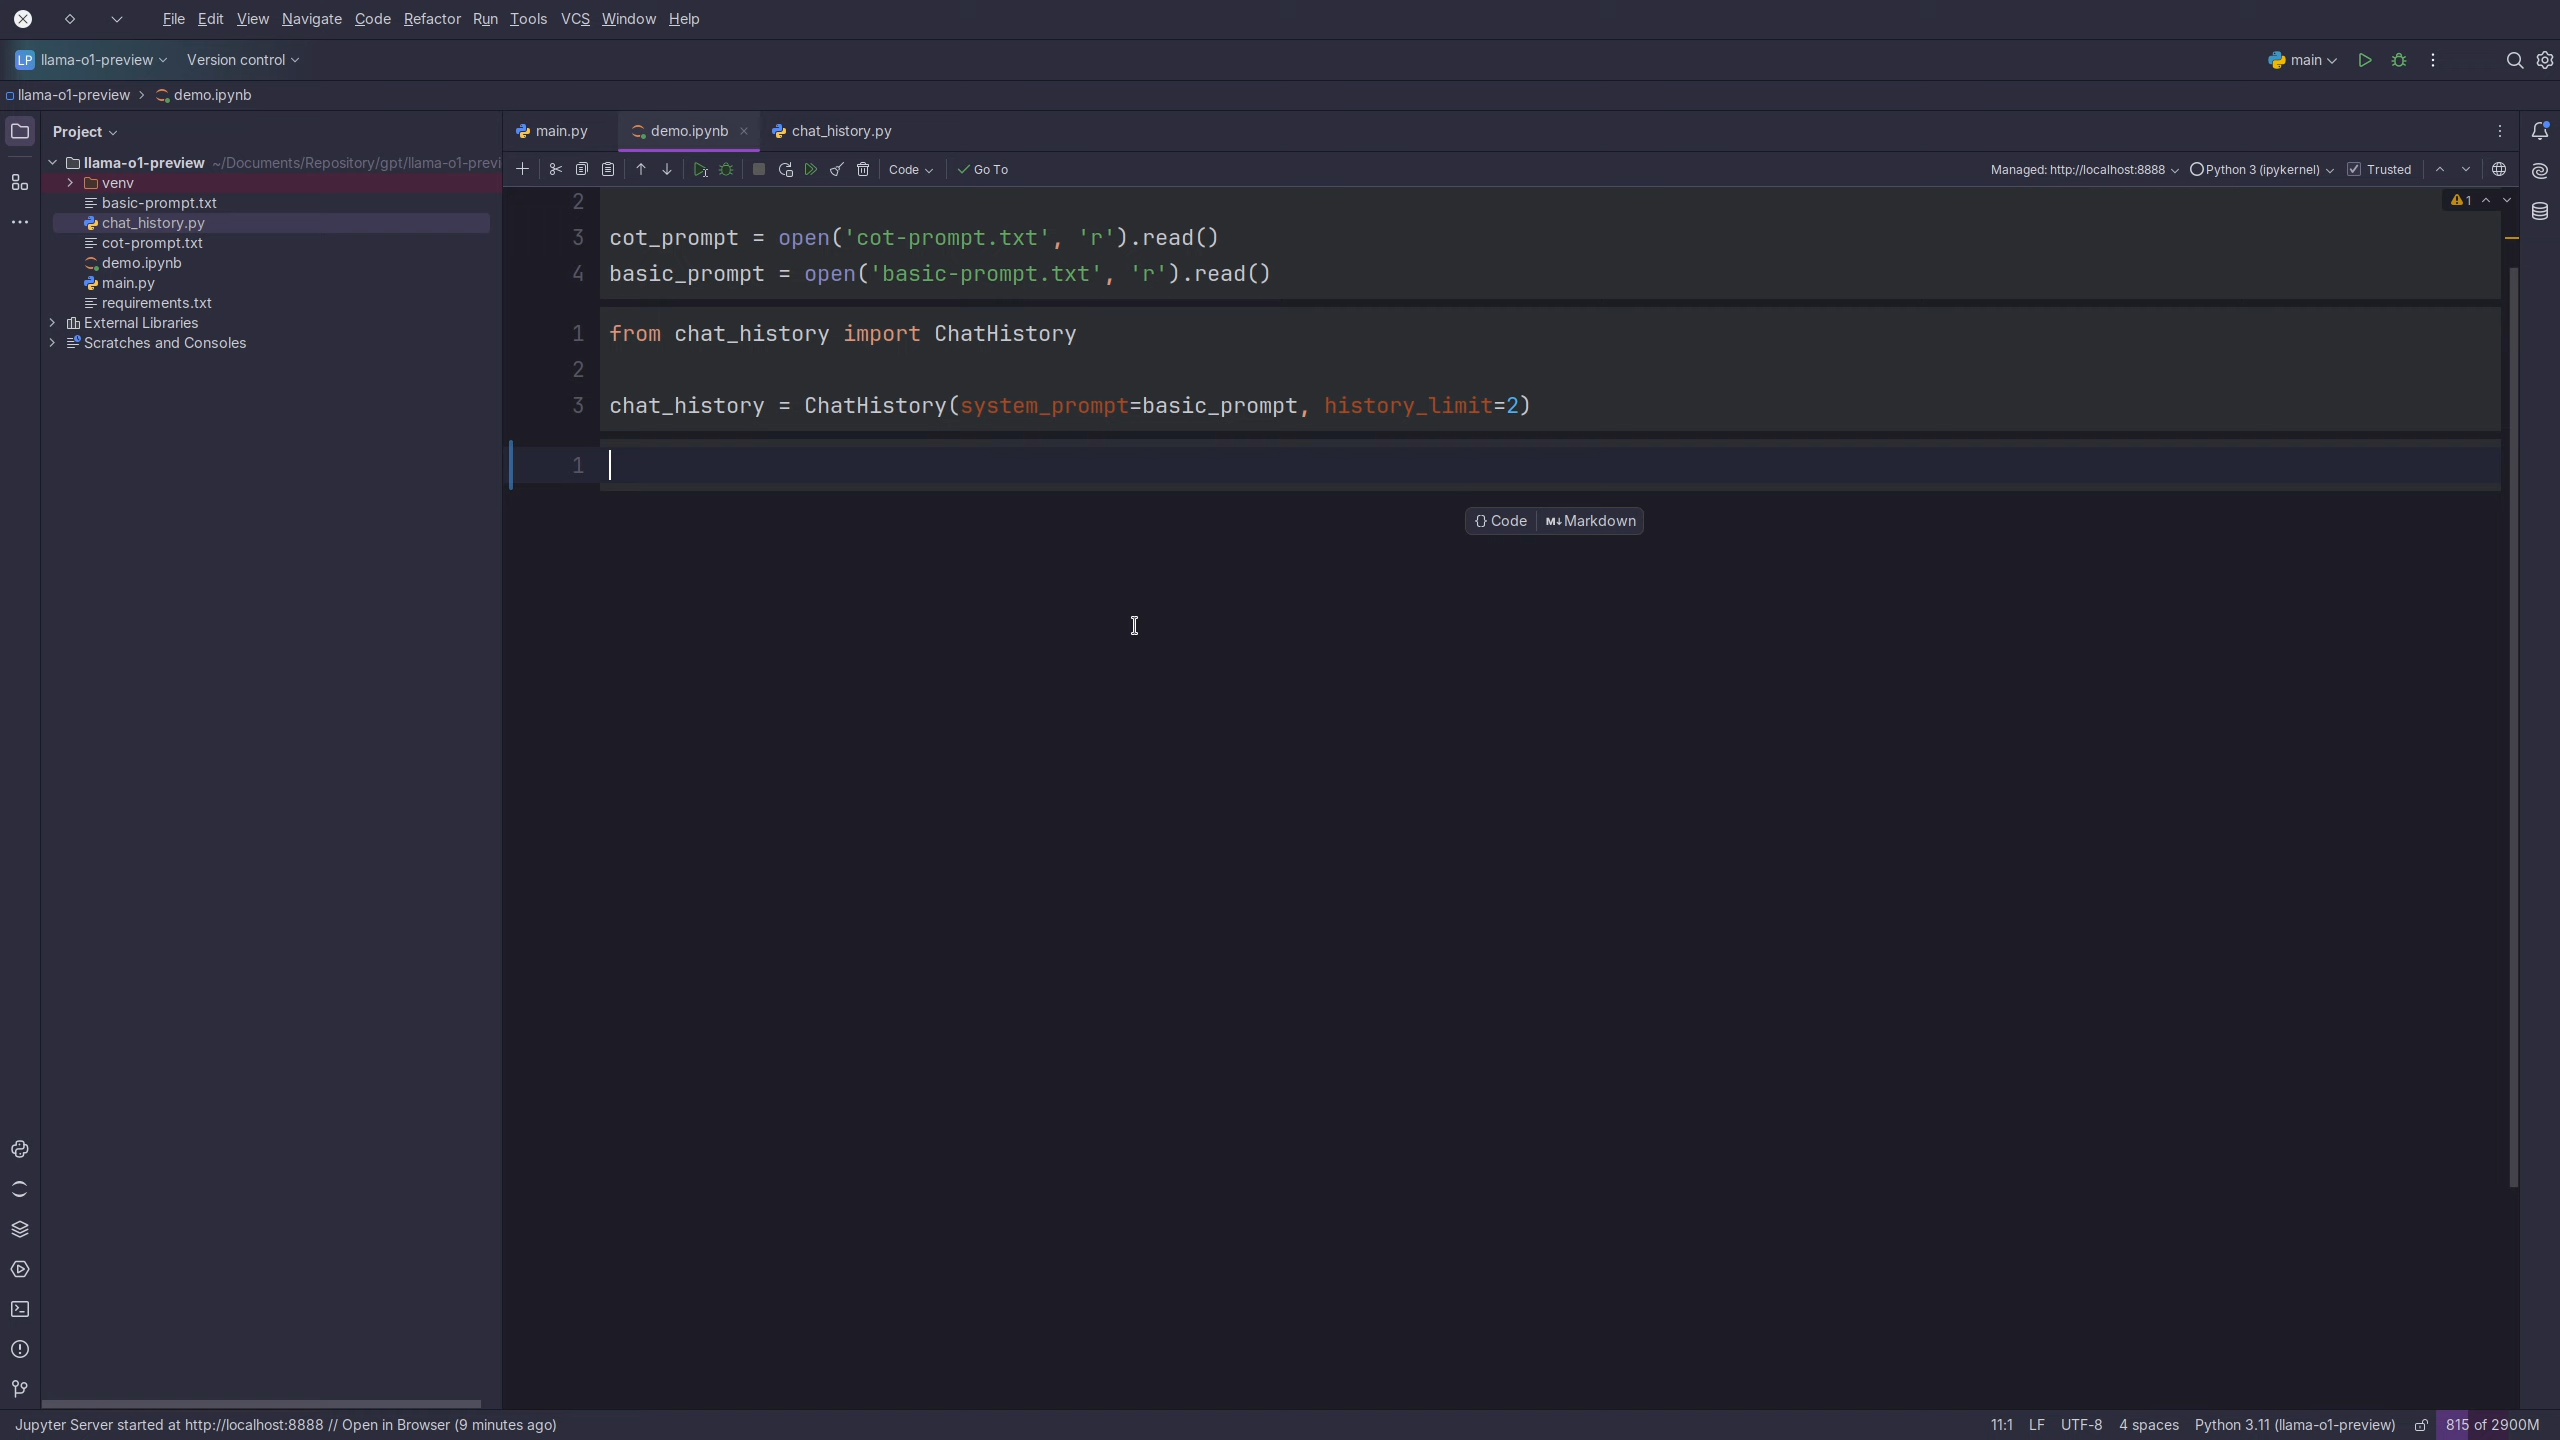 File Edit View Navigate Code Refactor Run Tools VCS Window Help
LP llama-o1-preview Version control main
llama-o1-preview > demo.ipynb
Project
main.py demo.ipynb chat_history.py
llama-o1-preview ~/Documents/Repository/gpt/llama-o1-previ
Code Go To Managed: http://localhost:8888 Python 3 (ipykernel) Trusted
venv
basic-prompt.txt
chat_history.py
cot-prompt.txt
demo.ipynb
main.py
requirements.txt
External Libraries
Scratches and Consoles
2
1
3 cot_prompt = open('cot-prompt.txt', 'r').read()
4 basic_prompt = open('basic-prompt.txt', 'r').read()
1 from chat_history import ChatHistory
2
3 chat_history = ChatHistory(system_prompt=basic_prompt, history_limit=2)
1
{} Code M↓ Markdown
Jupyter Server started at http://localhost:8888 // Open in Browser (9 minutes ago) 11:1 LF UTF-8 4 spaces Python 3.11 (llama-o1-preview) 815 of 2900M